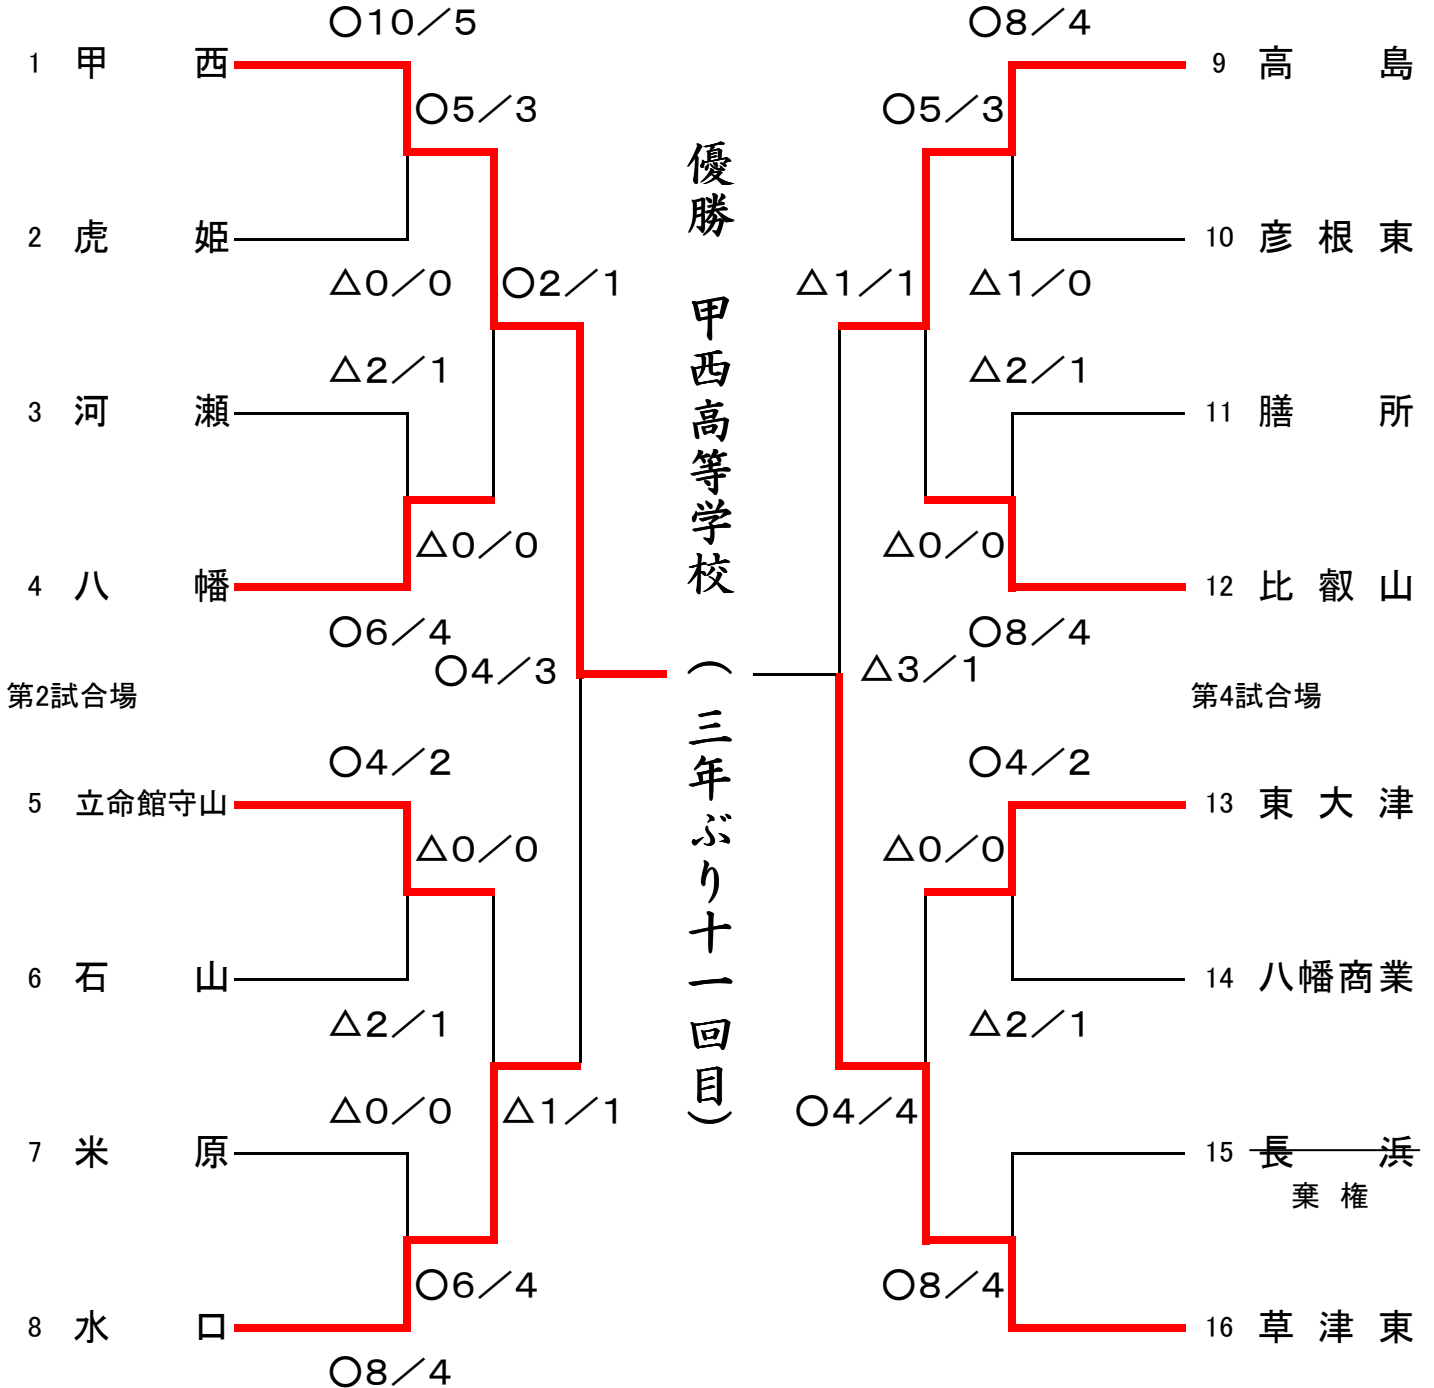 ○10／5
1 甲西
○5／3
2 虎姫
△0／0
○2／1
△2／1
3 河瀬
△0／0
4 八幡
○6／4
○4／3
第2試合場
○4／2
5 立命館守山
△0／0
6 石山
△2／1
△0／0
△1／1
7 米原
○6／4
8 水口
○8／4
優勝 甲西高等学校 （三年ぶり十一回目）
○8／4
9 高島
○5／3
10 彦根東
△1／1
△1／0
△2／1
11 膳所
△0／0
12 比叡山
○8／4
△3／1
第4試合場
○4／2
13 東大津
△0／0
14 八幡商業
△2／1
○4／4
15 長浜
棄権
○8／4
16 草津東